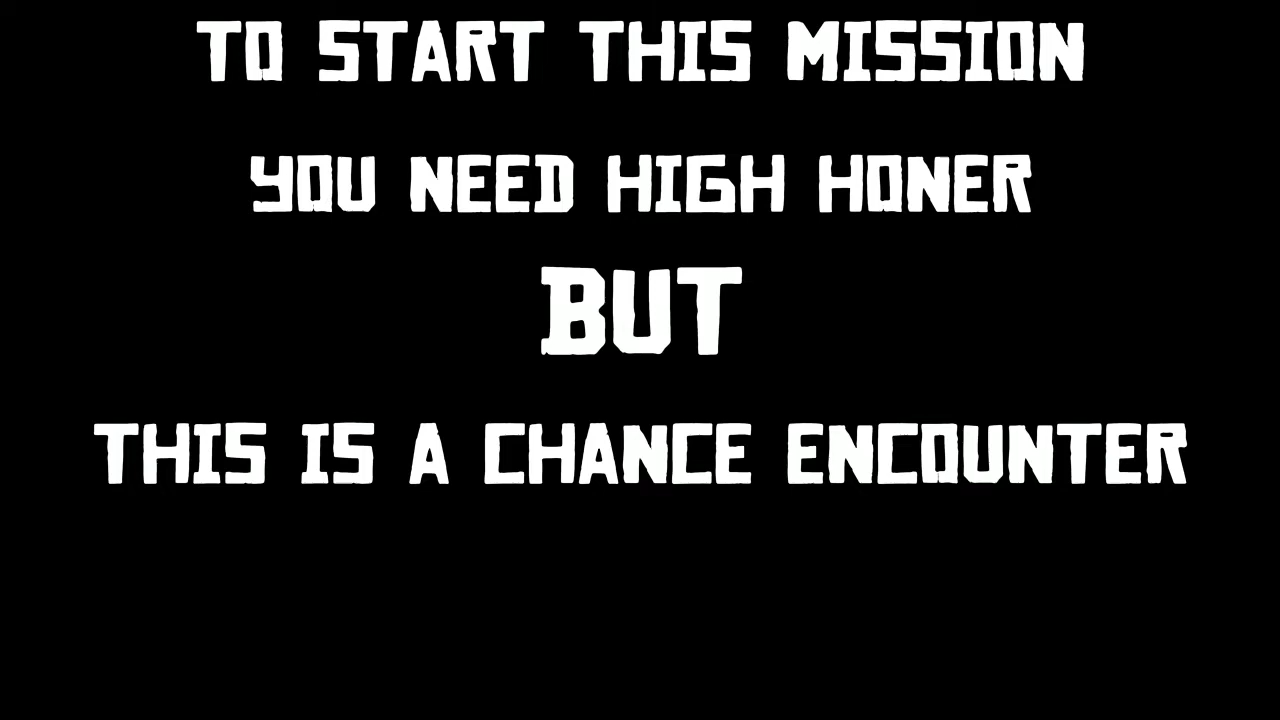 TO START THIS MISSION
YOU NEED HIGH HONER
BUT
THIS IS A CHANCE ENCOUNTER